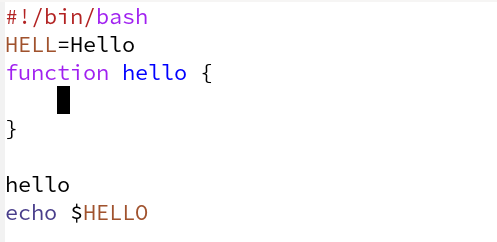 #!/bin/bash
HELL=Hello
function hello {
}
hello
echo $HELLO